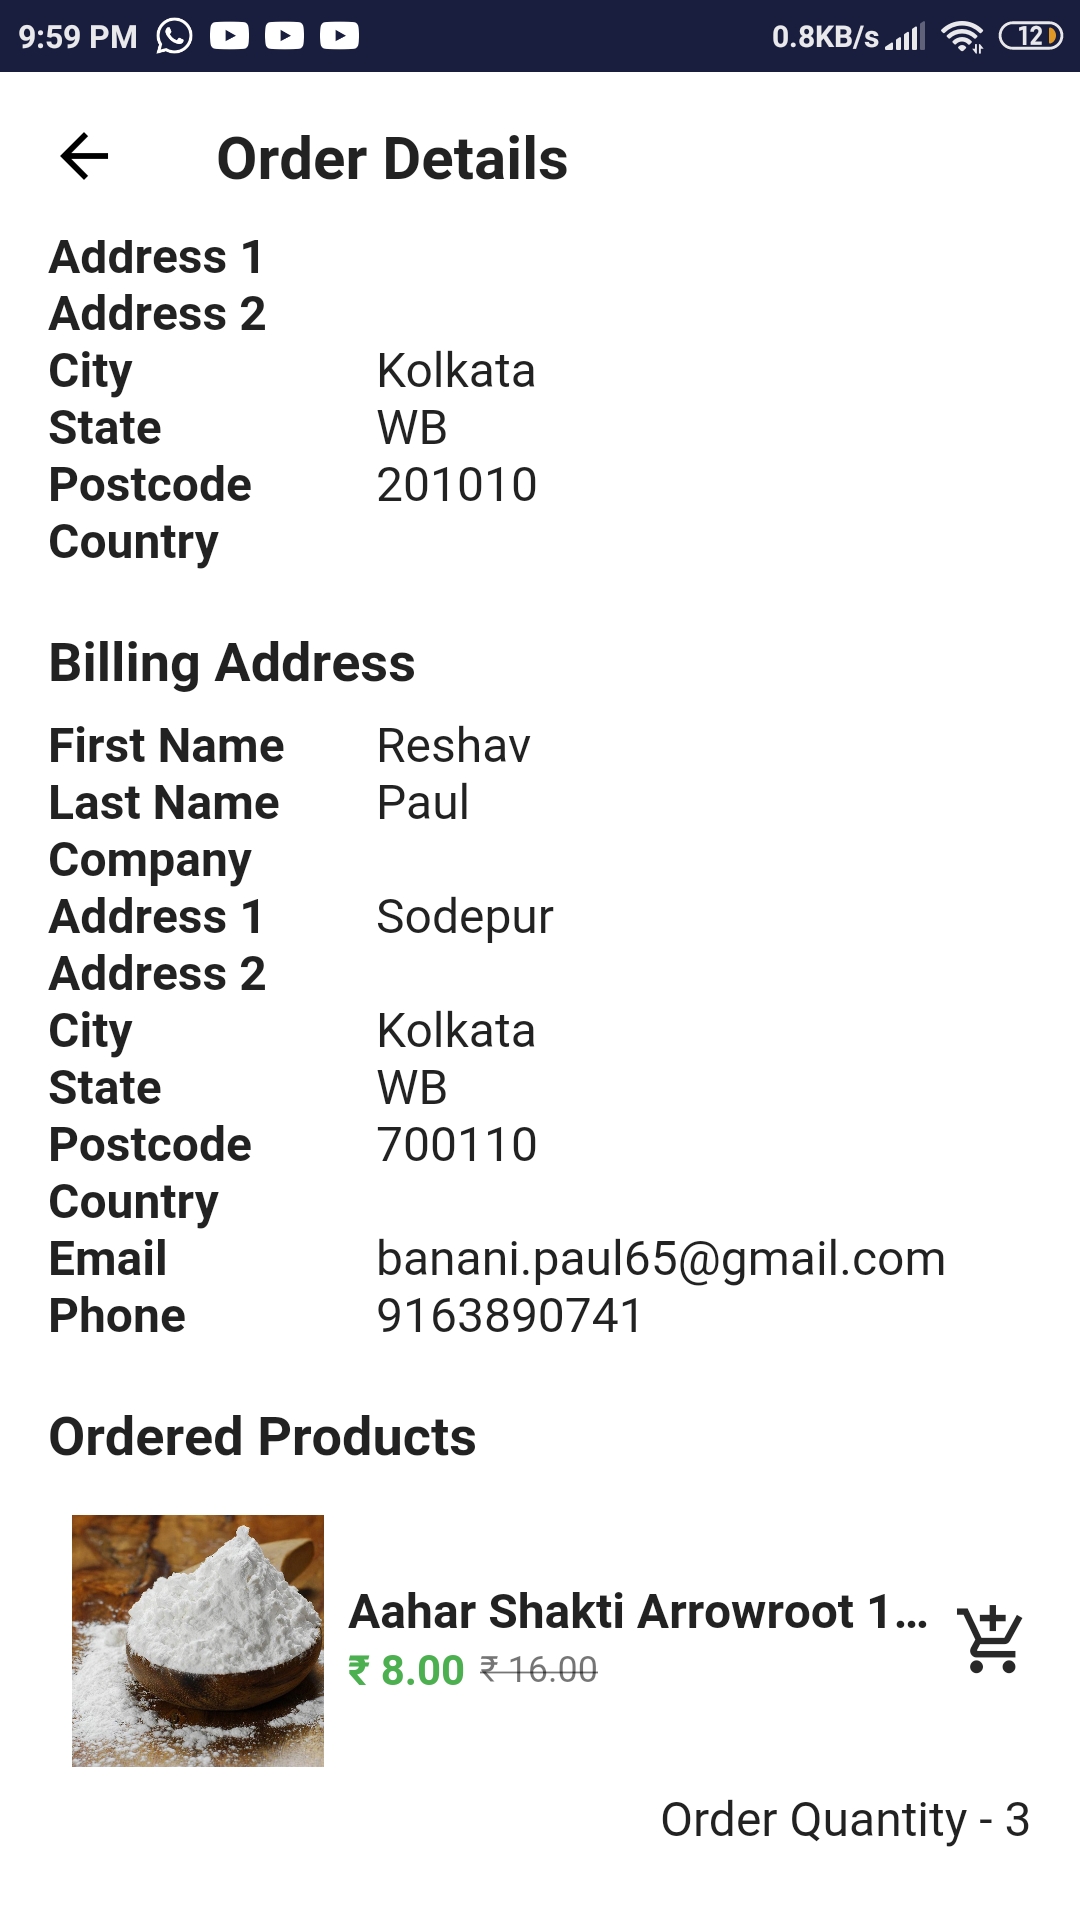 9:59 PM 0.8KB/s 12
Order Details
Address 1
Address 2
City Kolkata
State WB
Postcode 201010
Country
Billing Address
First Name Reshav
Last Name Paul
Company
Address 1 Sodepur
Address 2
City Kolkata
State WB
Postcode 700110
Country
Email banani.paul65@gmail.com
Phone 9163890741
Ordered Products
Aahar Shakti Arrowroot 1...
₹ 8.00 ₹ 16.00
Order Quantity - 3